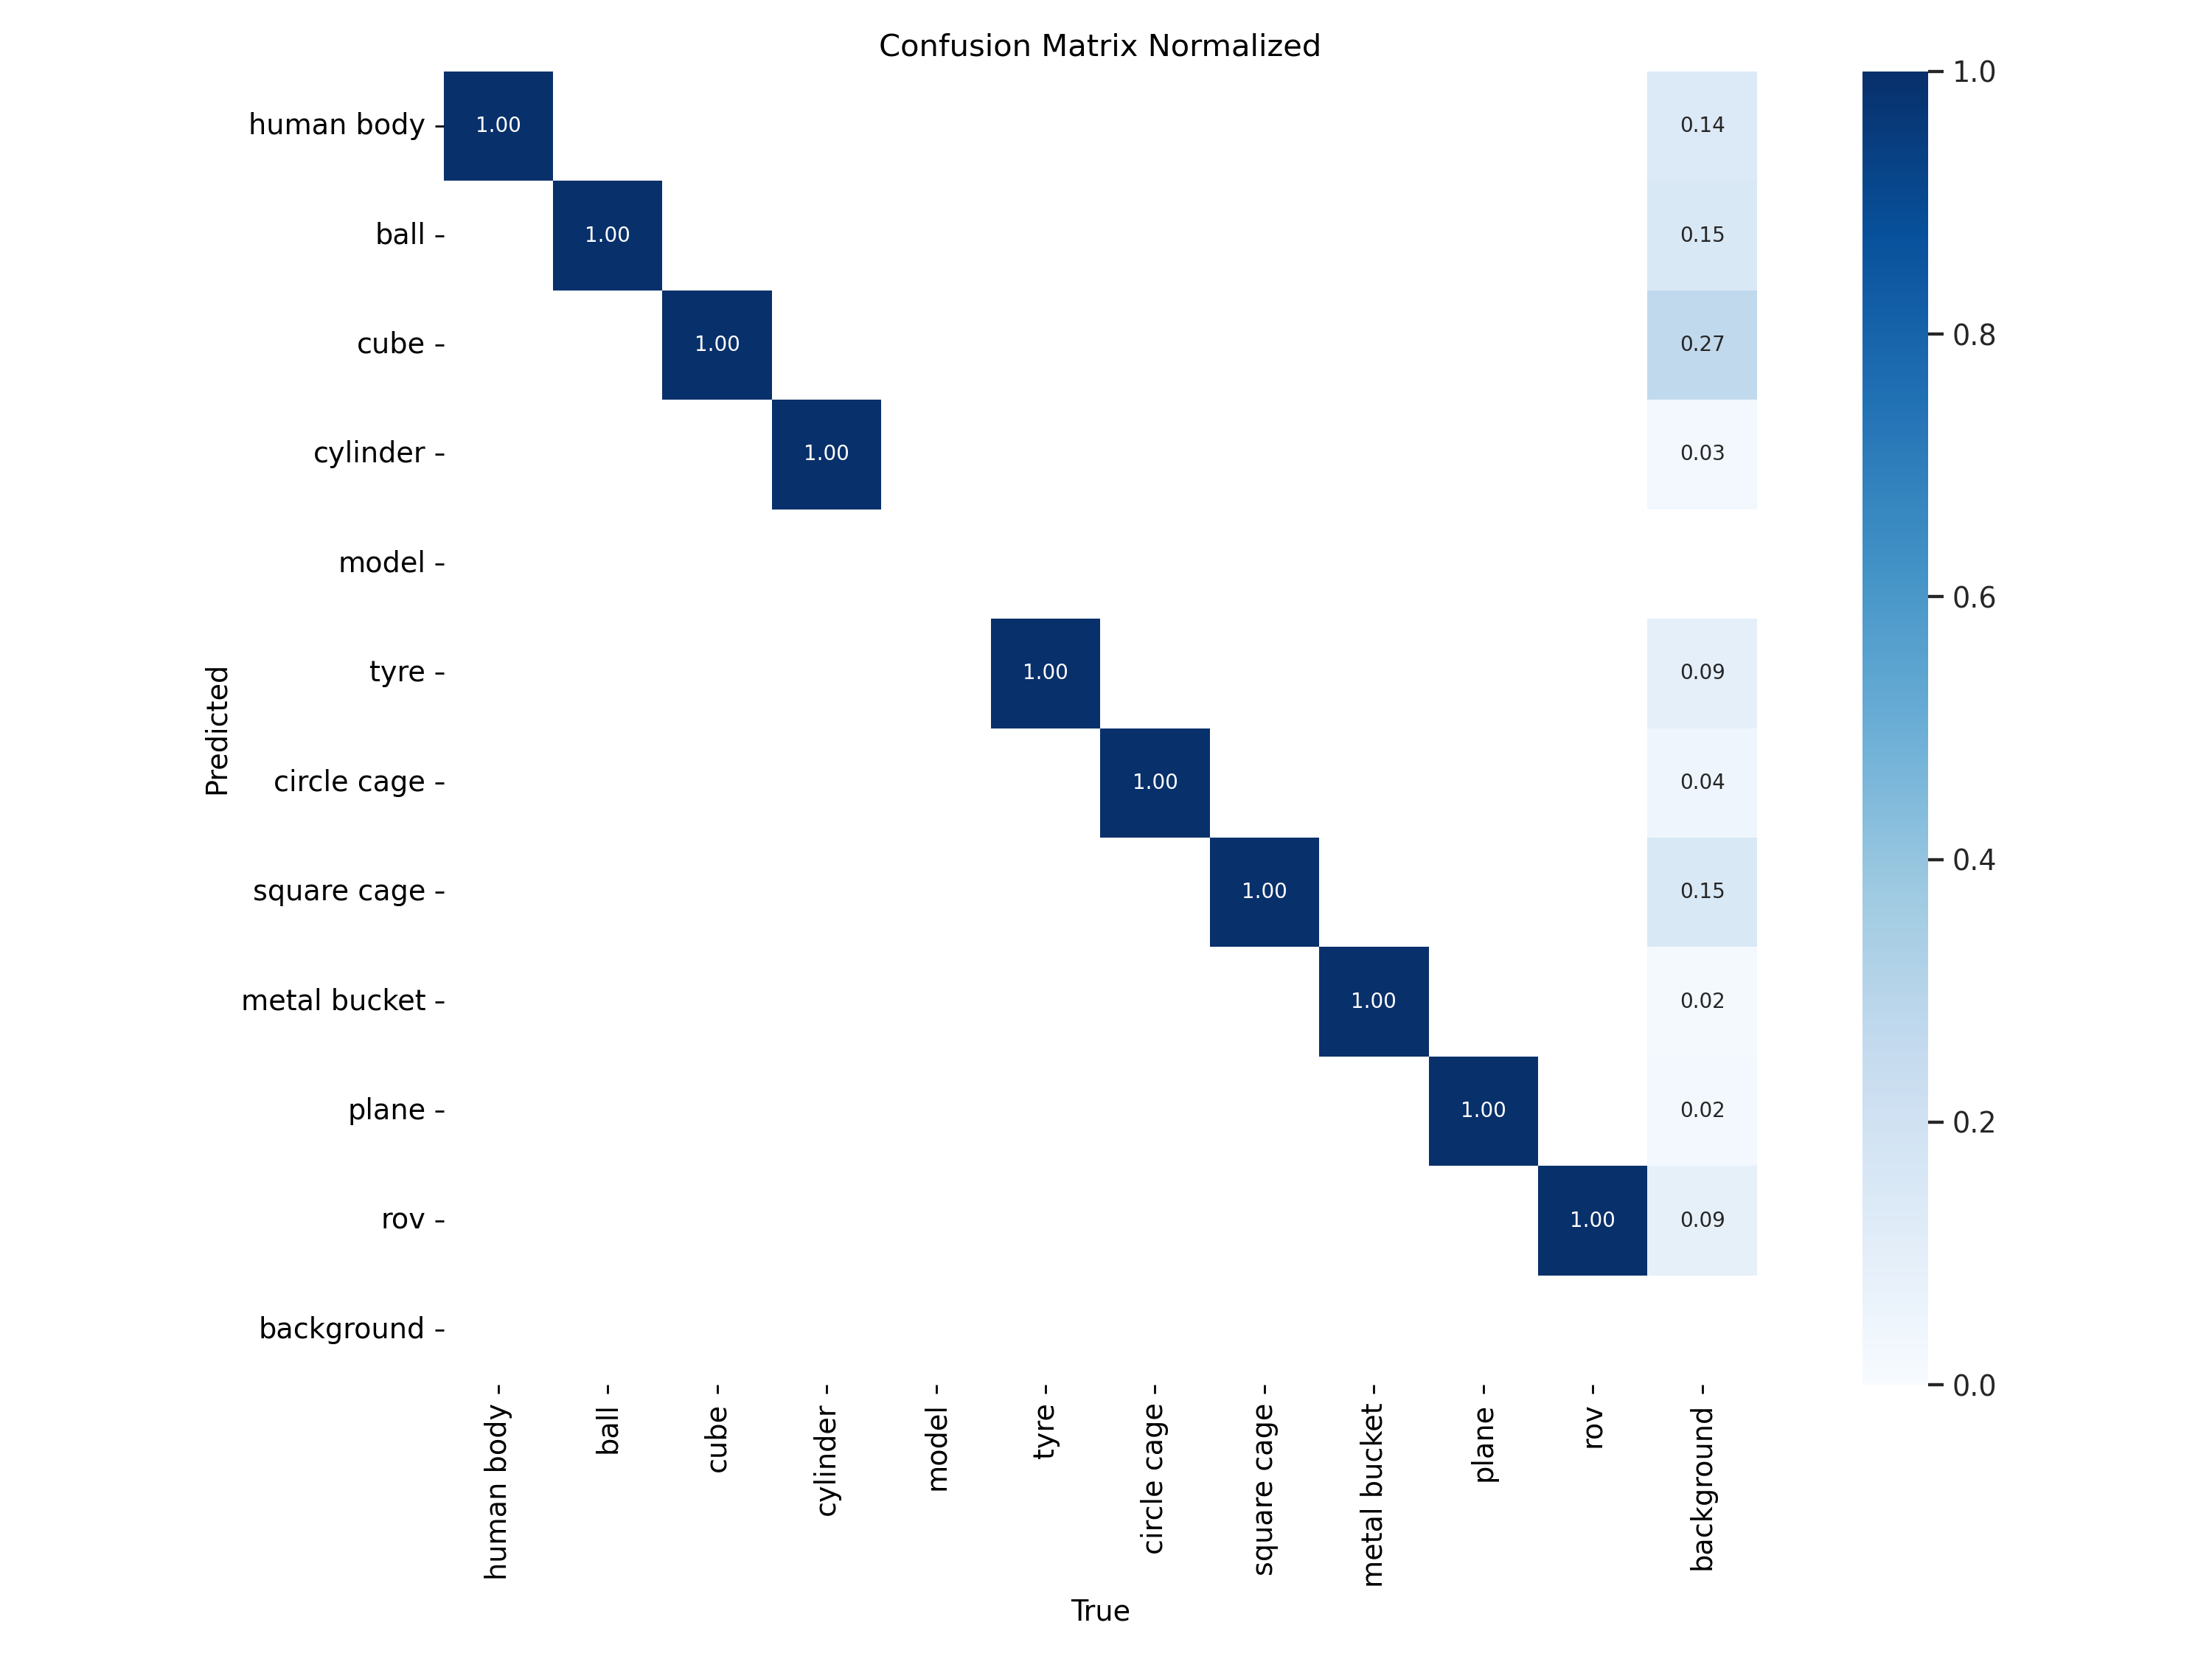 Confusion Matrix Normalized
human body
1.00
0.14
1.0
ball
1.00
0.15
cube
1.00
0.27
0.8
cylinder
1.00
0.03
model
0.6
tyre
1.00
0.09
Predicted
circle cage
1.00
0.04
0.4
square cage
1.00
0.15
metal bucket
1.00
0.02
plane
1.00
0.02
0.2
rov
1.00
0.09
background
0.0
human body
ball
cube
cylinder
model
tyre
circle cage
square cage
metal bucket
plane
rov
background
True